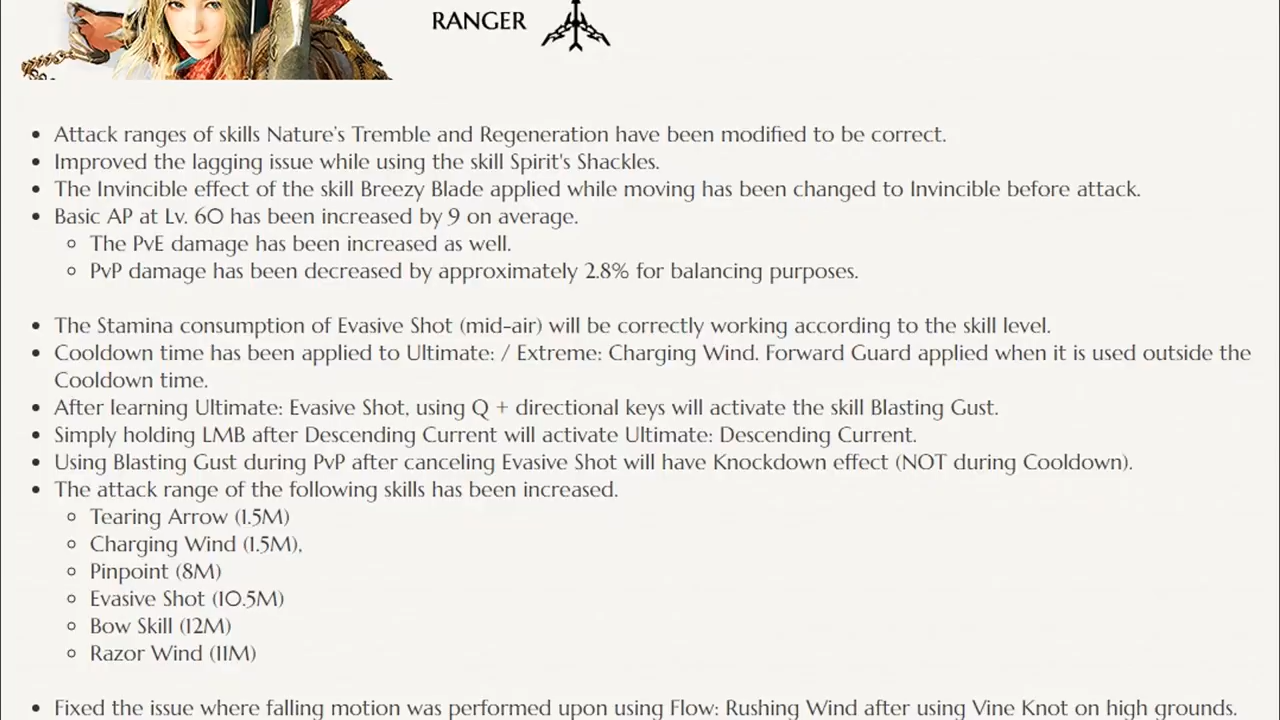 RANGER
Attack ranges of skills Nature's Tremble and Regeneration have been modified to be correct.
Improved the lagging issue while using the skill Spirit's Shackles.
The Invincible effect of the skill Breezy Blade applied while moving has been changed to Invincible before attack.
Basic AP at Lv. 60 has been increased by 9 on average.
The PvE damage has been increased as well.
PvP damage has been decreased by approximately 2.8% for balancing purposes.
The Stamina consumption of Evasive Shot (mid-air) will be correctly working according to the skill level.
Cooldown time has been applied to Ultimate: / Extreme: Charging Wind. Forward Guard applied when it is used outside the
Cooldown time.
After learning Ultimate: Evasive Shot, using Q + directional keys will activate the skill Blasting Gust.
Simply holding LMB after Descending Current will activate Ultimate: Descending Current.
Using Blasting Gust during PvP after canceling Evasive Shot will have Knockdown effect (NOT during Cooldown).
The attack range of the following skills has been increased.
Tearing Arrow (1.5M)
Charging Wind (1.5M),
Pinpoint (8M)
Evasive Shot (10.5M)
Bow Skill (12M)
Razor Wind (11M)
Fixed the issue where falling motion was performed upon using Flow: Rushing Wind after using Vine Knot on high grounds.